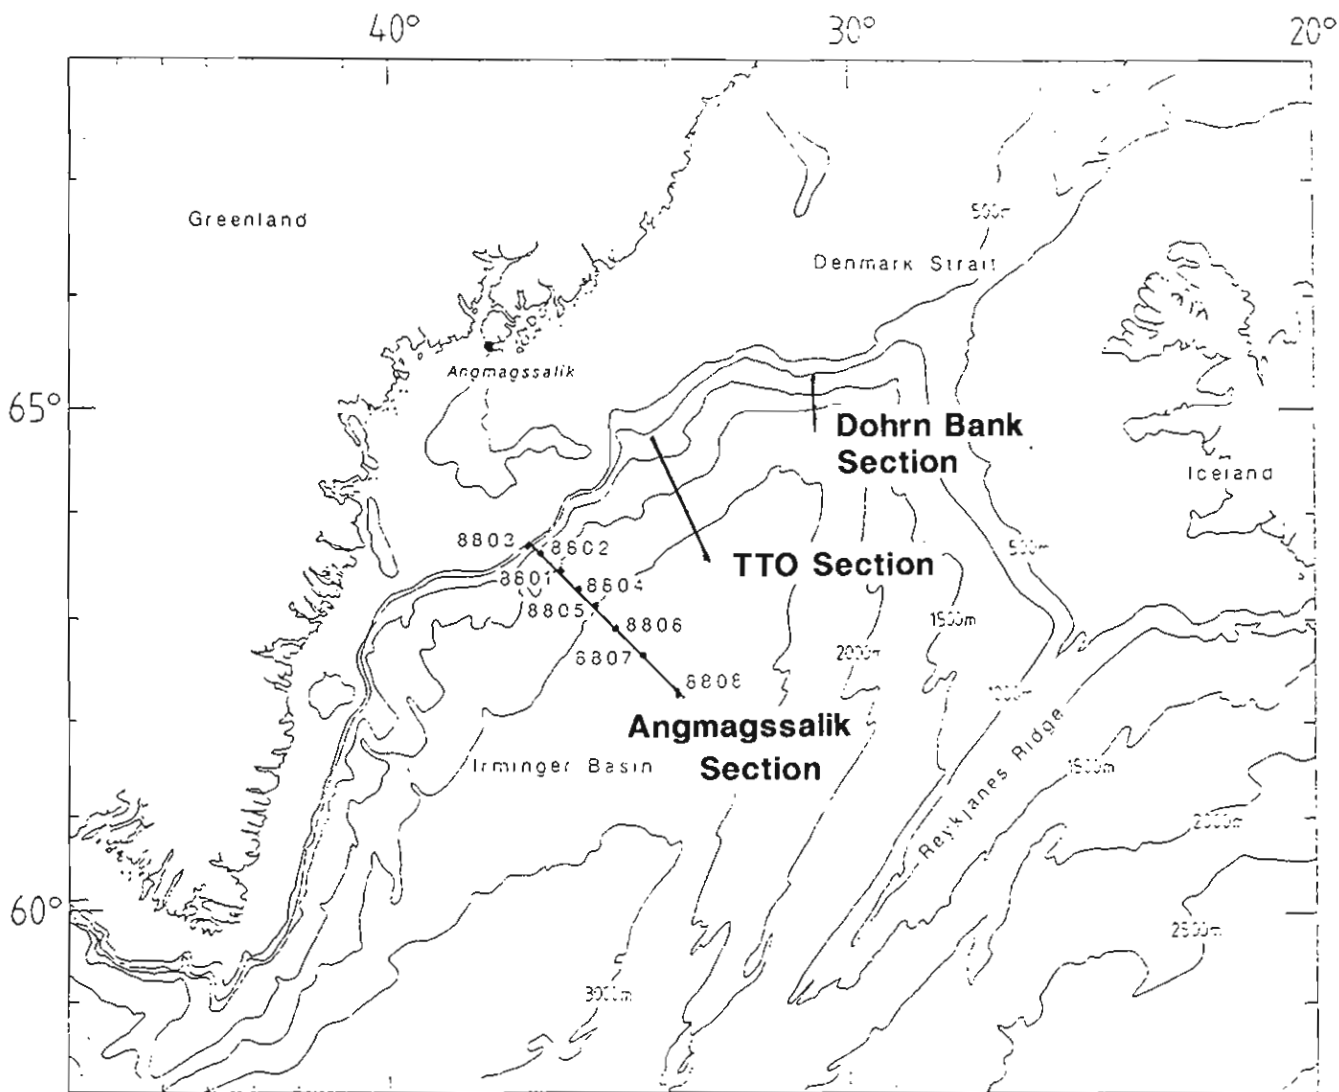 40°
30°
20°
Greenland
500m
Denmark Strait
Angmagssalik
65°
Dohrn Bank
Section
Iceland
8803
8802
500m
TTO Section
8801
8804
8805
8806
1500m
8807
2000m
8808
1000m
Angmagssalik
Section
Irminger Basin
Reykjanes Ridge
1500m
2000m
60°
2500m
3000m